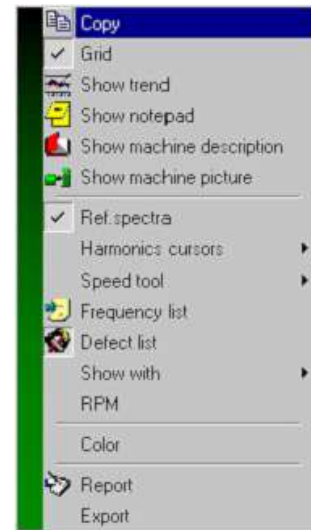 Copy
Grid
Show trend
Show notepad
Show machine description
Show machine picture
Ref.spectra
Harmonics cursors
Speed tool
Frequency list
Defect list
Show with
RPM
Color
Report
Export